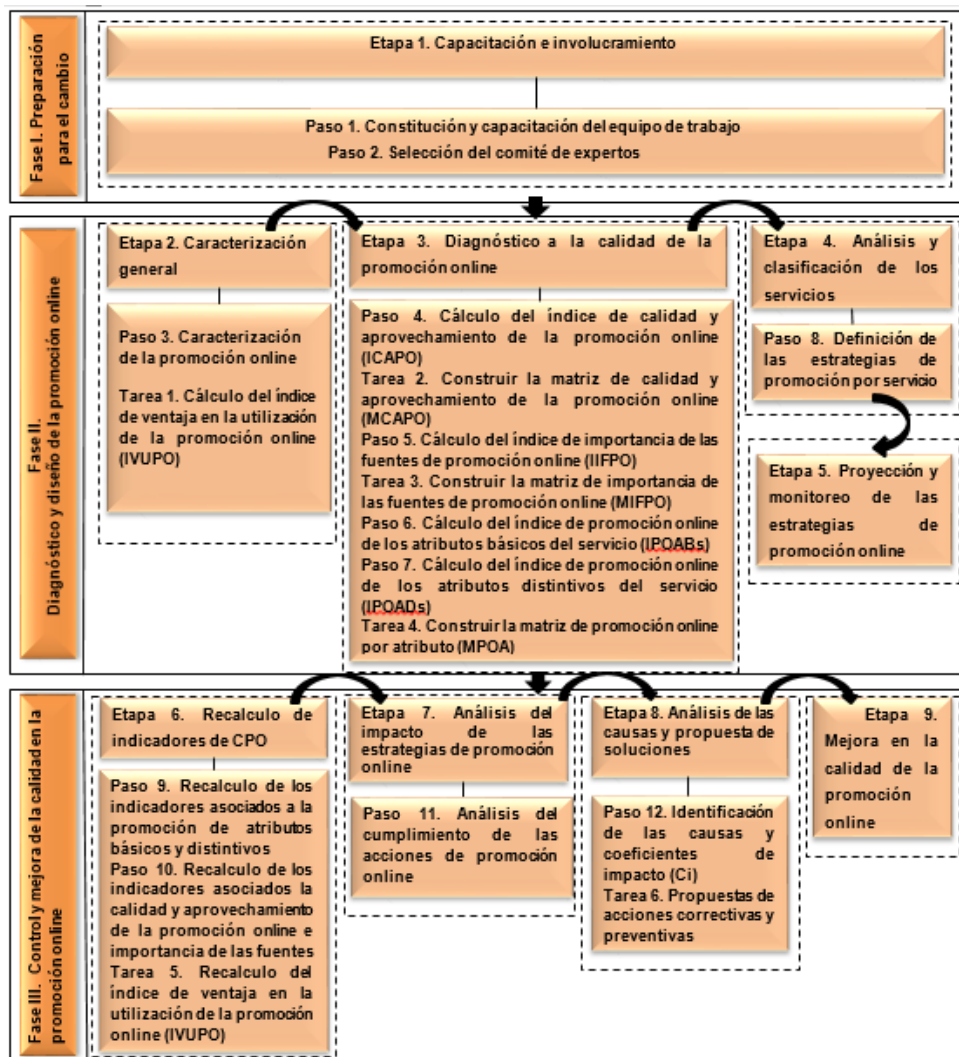 Fase I. Preparación
para el cambio
Etapa 1. Capacitación e involucramiento
Paso 1. Constitución y capacitación del equipo de trabajo
Paso 2. Selección del comité de expertos
Fase II.
Diagnóstico y diseño de la promoción online
Etapa 2. Caracterización
general
Paso 3. Caracterización
de la promoción online
Tarea 1. Cálculo del índice
de ventaja en la utilización
de la promoción online
(IVUPO)
Etapa 3. Diagnóstico a la calidad de la
promoción online
Paso 4. Cálculo del índice de calidad y
aprovechamiento de la promoción online
(ICAPO)
Tarea 2. Construir la matriz de calidad y
aprovechamiento de la promoción online
(MCAPO)
Paso 5. Cálculo del índice de importancia de las
fuentes de promoción online (IIFPO)
Tarea 3. Construir la matriz de importancia de
las fuentes de promoción online (MIFPO)
Paso 6. Cálculo del índice de promoción online
de los atributos básicos del servicio (IPOABs)
Paso 7. Cálculo del índice de promoción online
de los atributos distintivos del servicio
(IPOADs)
Tarea 4. Construir la matriz de promoción online
por atributo (MPOA)
Etapa 4. Análisis y
clasificación de los
servicios
Paso 8. Definición de
las estrategias de
promoción por servicio
Etapa 5. Proyección y
monitoreo de las
estrategias de
promoción online
Fase III. Control y mejora de la calidad en la
promoción online
Etapa 6. Recalculo de
indicadores de CPO
Paso 9. Recalculo de los
indicadores asociados a la
promoción de atributos
básicos y distintivos
Paso 10. Recalculo de los
indicadores asociados la
calidad y aprovechamiento
de la promoción online e
importancia de las fuentes
Tarea 5. Recalculo del
índice de ventaja en la
utilización de la promoción
online (IVUPO)
Etapa 7. Análisis del
impacto de las
estrategias de promoción
online
Paso 11. Análisis del
cumplimiento de las
acciones de promoción
online
Etapa 8. Análisis de las
causas y propuesta de
soluciones
Paso 12. Identificación
de las causas y
coeficientes de
impacto (Ci)
Tarea 6. Propuestas de
acciones correctivas y
preventivas
Etapa 9.
Mejora en la
calidad de la
promoción
online